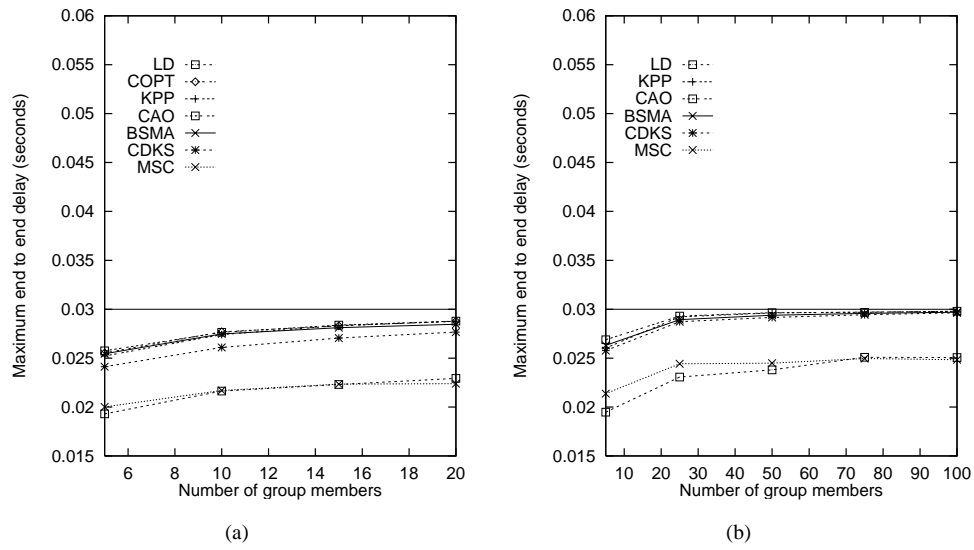 0.06
0.055
0.05
0.045
0.04
0.035
0.03
0.025
0.02
0.015
Maximum end to end delay (seconds)
LD
COPT
KPP
CAO
BSMA
CDKS
MSC
6 8 10 12 14 16 18 20
Number of group members
(a)
0.06
0.055
0.05
0.045
0.04
0.035
0.03
0.025
0.02
0.015
Maximum end to end delay (seconds)
LD
KPP
CAO
BSMA
CDKS
MSC
10 20 30 40 50 60 70 80 90 100
Number of group members
(b)